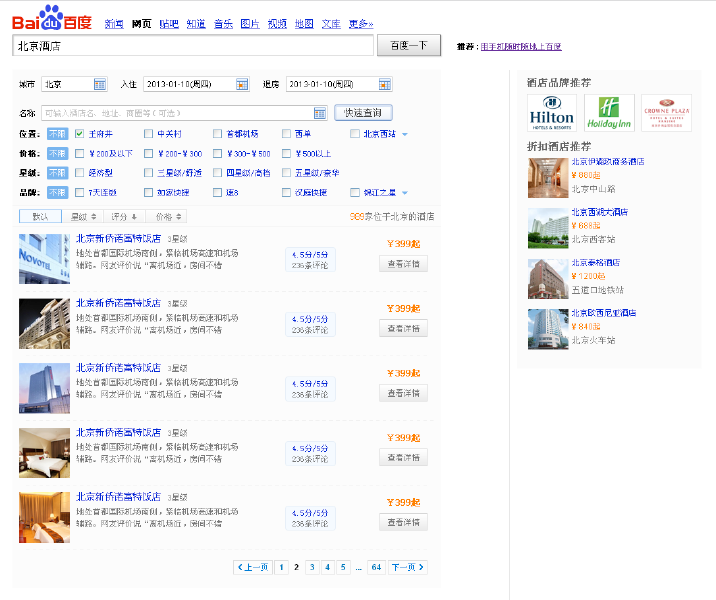 Bai du 百度
新闻 网页 贴吧 知道 音乐 图片 视频 地图 文库 更多»
北京酒店 百度一下 推荐：用手机随时随地上百度
城市 北京 入住 2013-01-10(周四) 退房 2013-01-10(周四)
名称 可输入酒店名、地址、商圈等（可选） 快速查询
位置： 不限 王府井 中关村 首都机场 西单 北京西站
价格： 不限 ￥200及以下 ￥200-￥300 ￥300-￥500 ￥500以上
星级： 不限 经济型 三星级/舒适 四星级/高档 五星级/豪华
品牌： 不限 7天连锁 如家快捷 速8 汉庭快捷 锦江之星
默认 星级 评分 价格 989家位于北京的酒店
北京新侨诺富特饭店 3星级
地处首都国际机场南侧，紧临机场高速和机场
辅路。网友评价说“离机场近，房间不错
4.5分/5分
236条评论
￥399起
查看详情
北京新侨诺富特饭店 3星级
地处首都国际机场南侧，紧临机场高速和机场
辅路。网友评价说“离机场近，房间不错
4.5分/5分
236条评论
￥399起
查看详情
北京新侨诺富特饭店 3星级
地处首都国际机场南侧，紧临机场高速和机场
辅路。网友评价说“离机场近，房间不错
4.5分/5分
236条评论
￥399起
查看详情
北京新侨诺富特饭店 3星级
地处首都国际机场南侧，紧临机场高速和机场
辅路。网友评价说“离机场近，房间不错
4.5分/5分
236条评论
￥399起
查看详情
北京新侨诺富特饭店 3星级
地处首都国际机场南侧，紧临机场高速和机场
辅路。网友评价说“离机场近，房间不错
4.5分/5分
236条评论
￥399起
查看详情
上一页 1 2 3 4 5 ... 64 下一页
酒店品牌推荐
Hilton
HOTELS & RESORTS
Holiday Inn
CROWNE PLAZA
折扣酒店推荐
北京伊豪欧商务酒店
￥880起
北京中山路
北京西湖大酒店
￥688起
北京西客站
北京泰格酒店
￥1200起
五道口地铁站
北京欧西尼亚酒店
￥840起
北京火车站
NOVOTEL